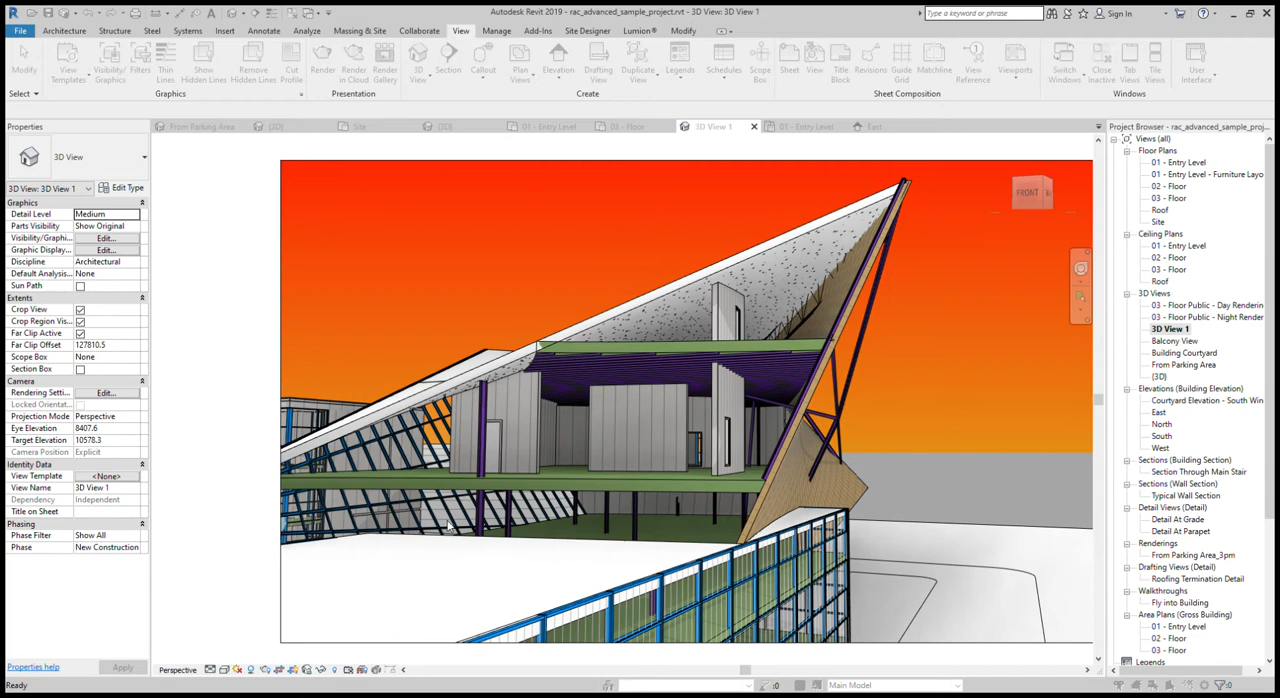 Autodesk Revit 2019 - rac_advanced_sample_project.rvt - 3D View: 3D View 1
Type a keyword or phrase
Sign In
File Architecture Structure Steel Systems Insert Annotate Analyze Massing & Site Collaborate View Manage Add-Ins Site Designer Lumion® Modify
Modify
View Templates
Visibility/ Graphics
Filters
Thin Lines
Show Hidden Lines
Remove Hidden Lines
Cut Profile
Render
Render in Cloud
Render Gallery
3D View
Section
Callout
Plan Views
Elevation
Drafting View
Duplicate View
Legends
Schedules
Scope Box
Sheet
View
Title Block
Revisions
Guide Grid
Matchline
View Reference
Viewports
Switch Windows
Close Inactive
Tab Views
Tile Views
User Interface
Select
Graphics
Presentation
Create
Sheet Composition
Windows
Properties
From Parking Area
{3D}
Site
{3D}
01 - Entry Level
03 - Floor
3D View 1
01 - Entry Level
East
3D View
3D View: 3D View 1
Edit Type
Graphics
Detail Level Medium
Parts Visibility Show Original
Visibility/Graphi... Edit...
Graphic Display... Edit...
Discipline Architectural
Default Analysis... None
Sun Path
Extents
Crop View
Crop Region Vis...
Far Clip Active
Far Clip Offset 127810.5
Scope Box None
Section Box
Camera
Rendering Setti... Edit...
Locked Orientat...
Projection Mode Perspective
Eye Elevation 8407.6
Target Elevation 10578.3
Camera Position Explicit
Identity Data
View Template <None>
View Name 3D View 1
Dependency Independent
Title on Sheet
Phasing
Phase Filter Show All
Phase New Construction
Properties help
Apply
FRONT
Project Browser - rac_advanced_sample_proj...
Views (all)
Floor Plans
01 - Entry Level
01 - Entry Level - Furniture Layo
02 - Floor
03 - Floor
Roof
Site
Ceiling Plans
01 - Entry Level
02 - Floor
03 - Floor
Roof
3D Views
03 - Floor Public - Day Renderin
03 - Floor Public - Night Render
3D View 1
Balcony View
Building Courtyard
From Parking Area
{3D}
Elevations (Building Elevation)
Courtyard Elevation - South Win
East
North
South
West
Sections (Building Section)
Section Through Main Stair
Sections (Wall Section)
Typical Wall Section
Detail Views (Detail)
Detail At Grade
Detail At Parapet
Renderings
From Parking Area_3pm
Drafting Views (Detail)
Roofing Termination Detail
Walkthroughs
Fly into Building
Area Plans (Gross Building)
01 - Entry Level
02 - Floor
03 - Floor
Legends
Perspective
Ready
:0
Main Model
:0